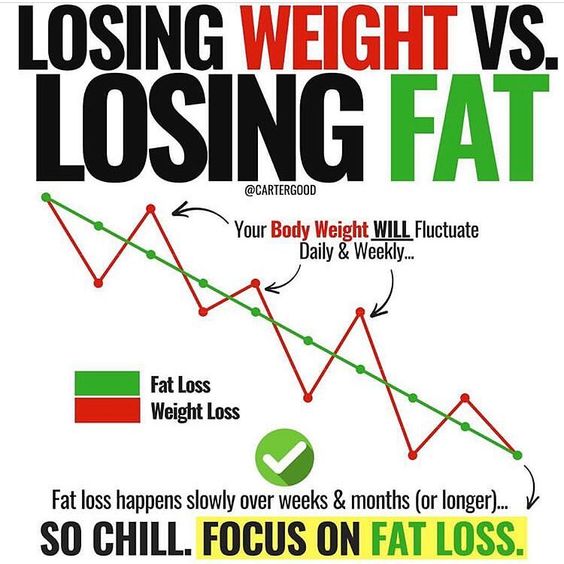 LOSING WEIGHT VS.
LOSING FAT
@CARTERGOOD
Your Body Weight WILL Fluctuate
Daily & Weekly...
Fat Loss
Weight Loss
Fat loss happens slowly over weeks & months (or longer)...
SO CHILL. FOCUS ON FAT LOSS.